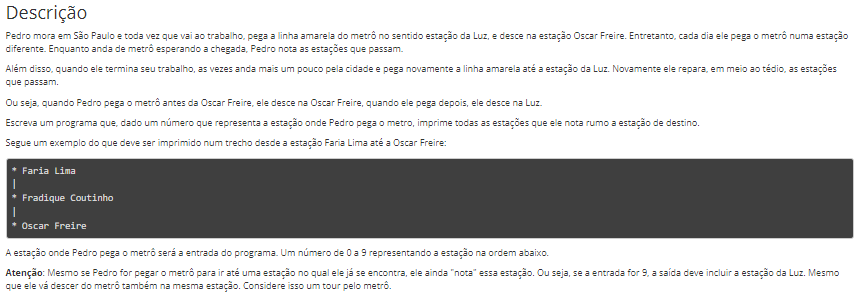 Descrição
Pedro mora em São Paulo e toda vez que vai ao trabalho, pega a linha amarela do metrô no sentido estação da Luz, e desce na estação Oscar Freire. Entretanto, cada dia ele pega o metrô numa estação
diferente. Enquanto anda de metrô esperando a chegada, Pedro nota as estações que passam.
Além disso, quando ele termina seu trabalho, as vezes anda mais um pouco pela cidade e pega novamente a linha amarela até a estação da Luz. Novamente ele repara, em meio ao tédio, as estações
que passam.
Ou seja, quando Pedro pega o metrô antes da Oscar Freire, ele desce na Oscar Freire, quando ele pega depois, ele desce na Luz.
Escreva um programa que, dado um número que representa a estação onde Pedro pega o metro, imprime todas as estações que ele nota rumo a estação de destino.
Segue um exemplo do que deve ser imprimido num trecho desde a estação Faria Lima até a Oscar Freire:
* Faria Lima
|
* Fradique Coutinho
|
* Oscar Freire
A estação onde Pedro pega o metrô será a entrada do programa. Um número de 0 a 9 representando a estação na ordem abaixo.
Atenção: Mesmo se Pedro for pegar o metrô para ir até uma estação no qual ele já se encontra, ele ainda "nota" essa estação. Ou seja, se a entrada for 9, a saída deve incluir a estação da Luz. Mesmo
que ele vá descer do metrô também na mesma estação. Considere isso um tour pelo metrô.